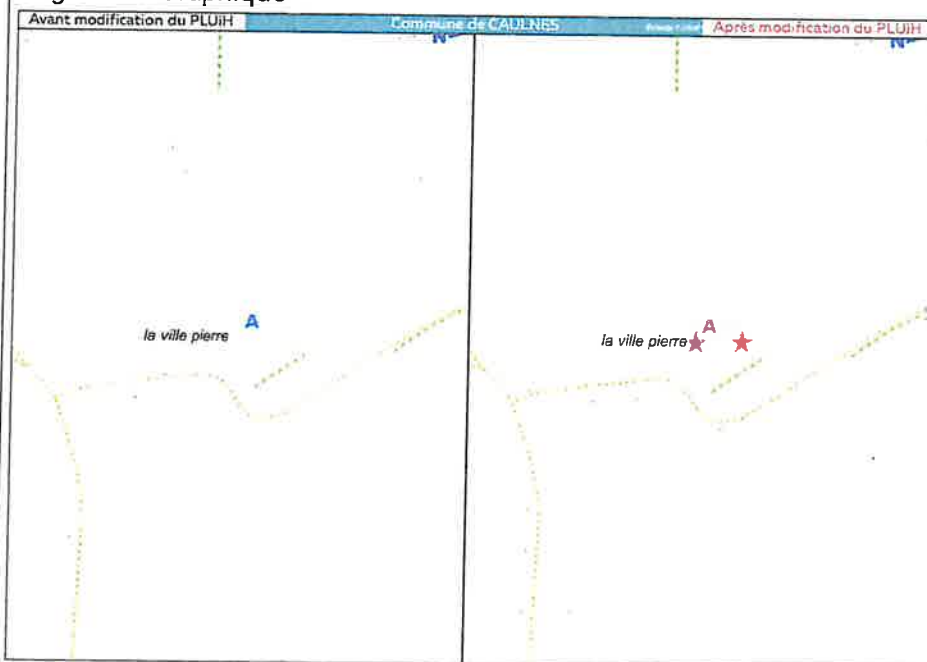 Avant modification du PLUiH
Commune de CAULNES
Après modification du PLUiH
N
N
A
la ville pierre
A
la ville pierre